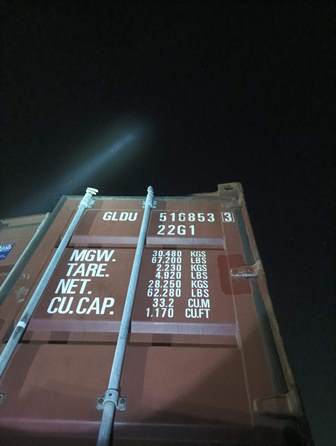 GLDU 516853 3
22G1
MGW. 30.480 KGS
67,200 LBS
TARE. 2.230 KGS
4.920 LBS
NET. 28.250 KGS
62.280 LBS
CU.CAP. 33.2 CU.M
1.170 CU.FT